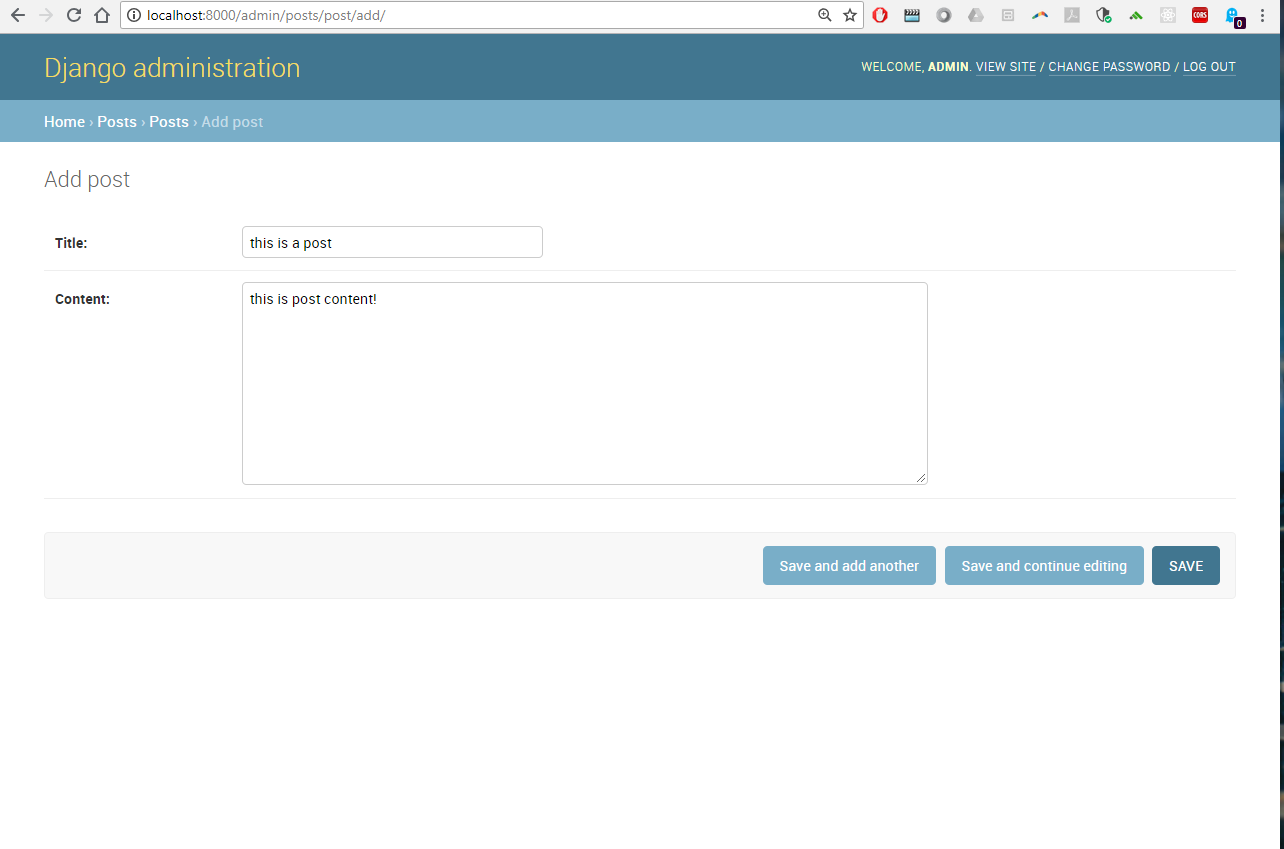 localhost:8000/admin/posts/post/add/
CORS
0
Django administration
WELCOME, ADMIN. VIEW SITE / CHANGE PASSWORD / LOG OUT
Home › Posts › Posts › Add post
Add post
Title:
this is a post
Content:
this is post content!
Save and add another
Save and continue editing
SAVE